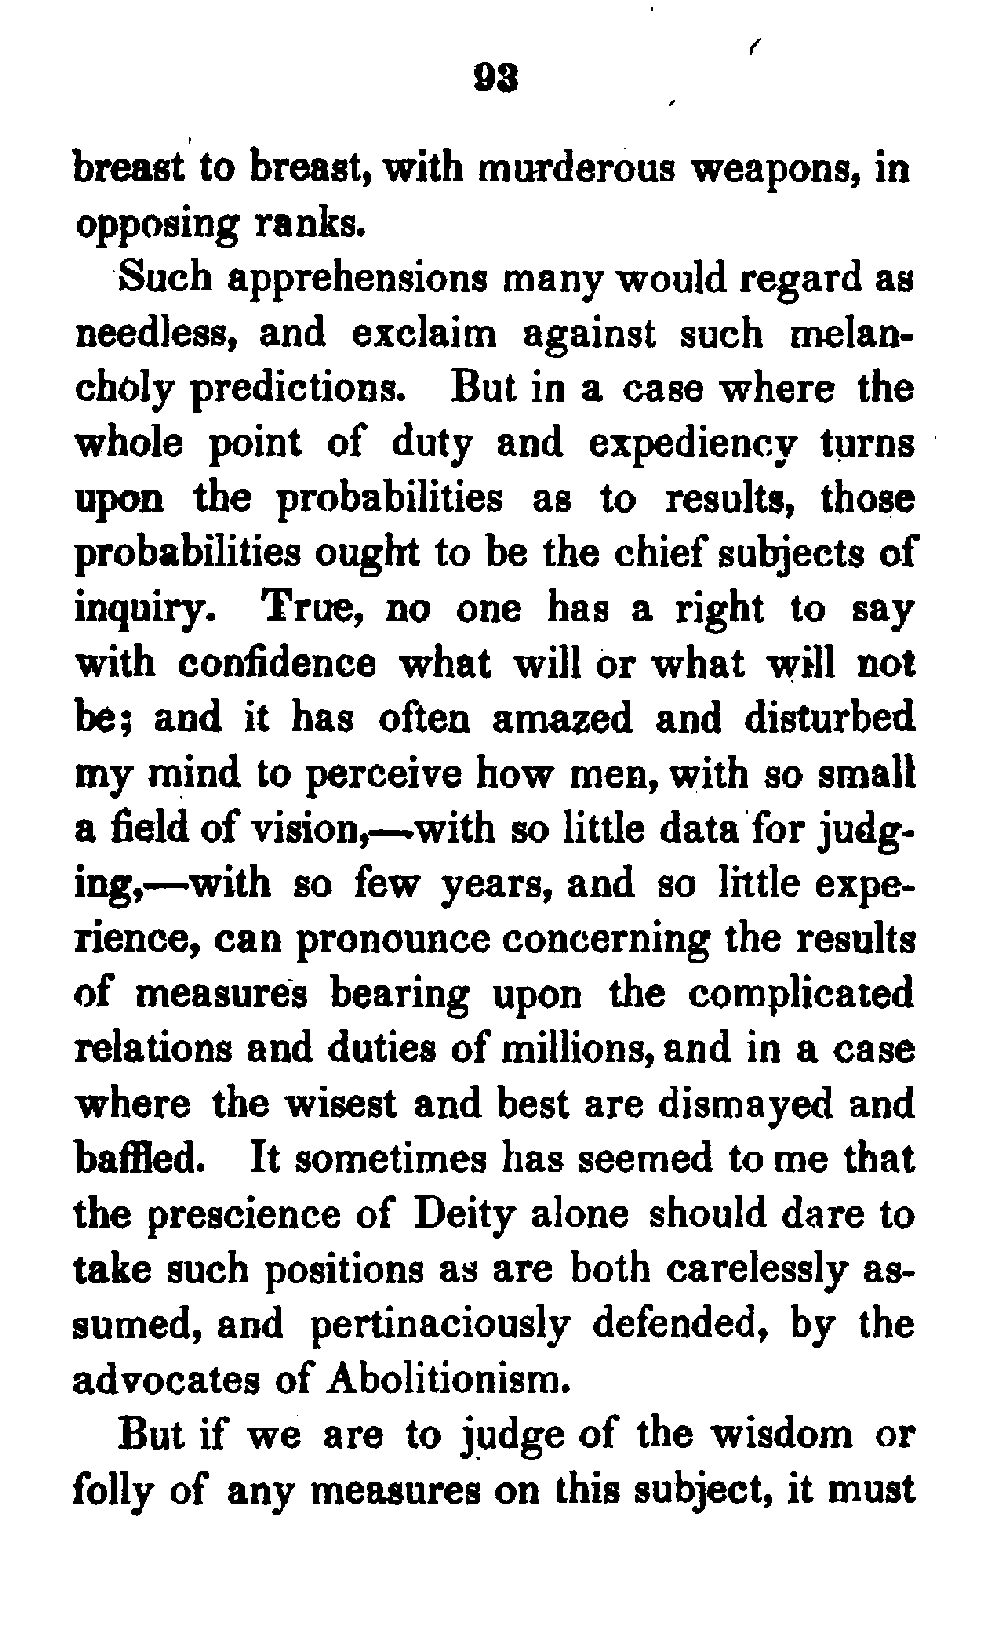 93
breast to breast, with murderous weapons, in
opposing ranks.
Such apprehensions many would regard as
needless, and exclaim against such melan-
choly predictions. But in a case where the
whole point of duty and expediency turns
upon the probabilities as to results, those
probabilities ought to be the chief subjects of
inquiry. True, no one has a right to say
with confidence what will or what will not
be; and it has often amazed and disturbed
my mind to perceive how men, with so small
a field of vision,—with so little data for judg-
ing,—with so few years, and so little expe-
rience, can pronounce concerning the results
of measures bearing upon the complicated
relations and duties of millions, and in a case
where the wisest and best are dismayed and
baffled. It sometimes has seemed to me that
the prescience of Deity alone should dare to
take such positions as are both carelessly as-
sumed, and pertinaciously defended, by the
advocates of Abolitionism.
But if we are to judge of the wisdom or
folly of any measures on this subject, it must